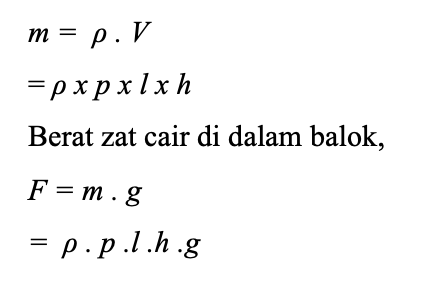 m = ρ . V
= ρ x p x l x h
Berat zat cair di dalam balok,
F = m . g
= ρ . p .l .h .g